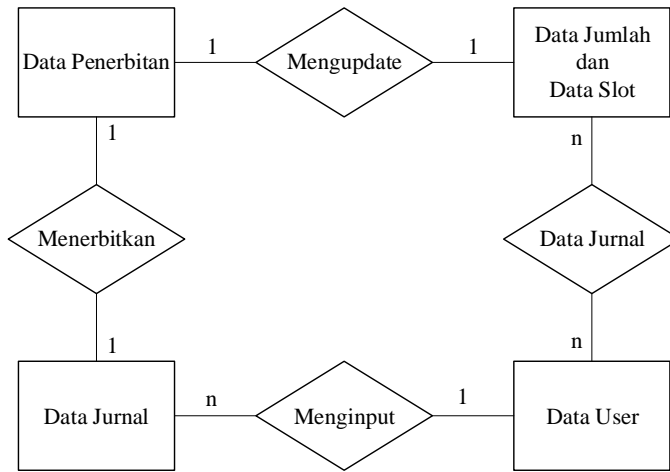 Data Penerbitan
1
Mengupdate
1
Data Jumlah
dan
Data Slot
1
n
Menerbitkan
Data Jurnal
1
n
Data Jurnal
n
Menginput
1
Data User